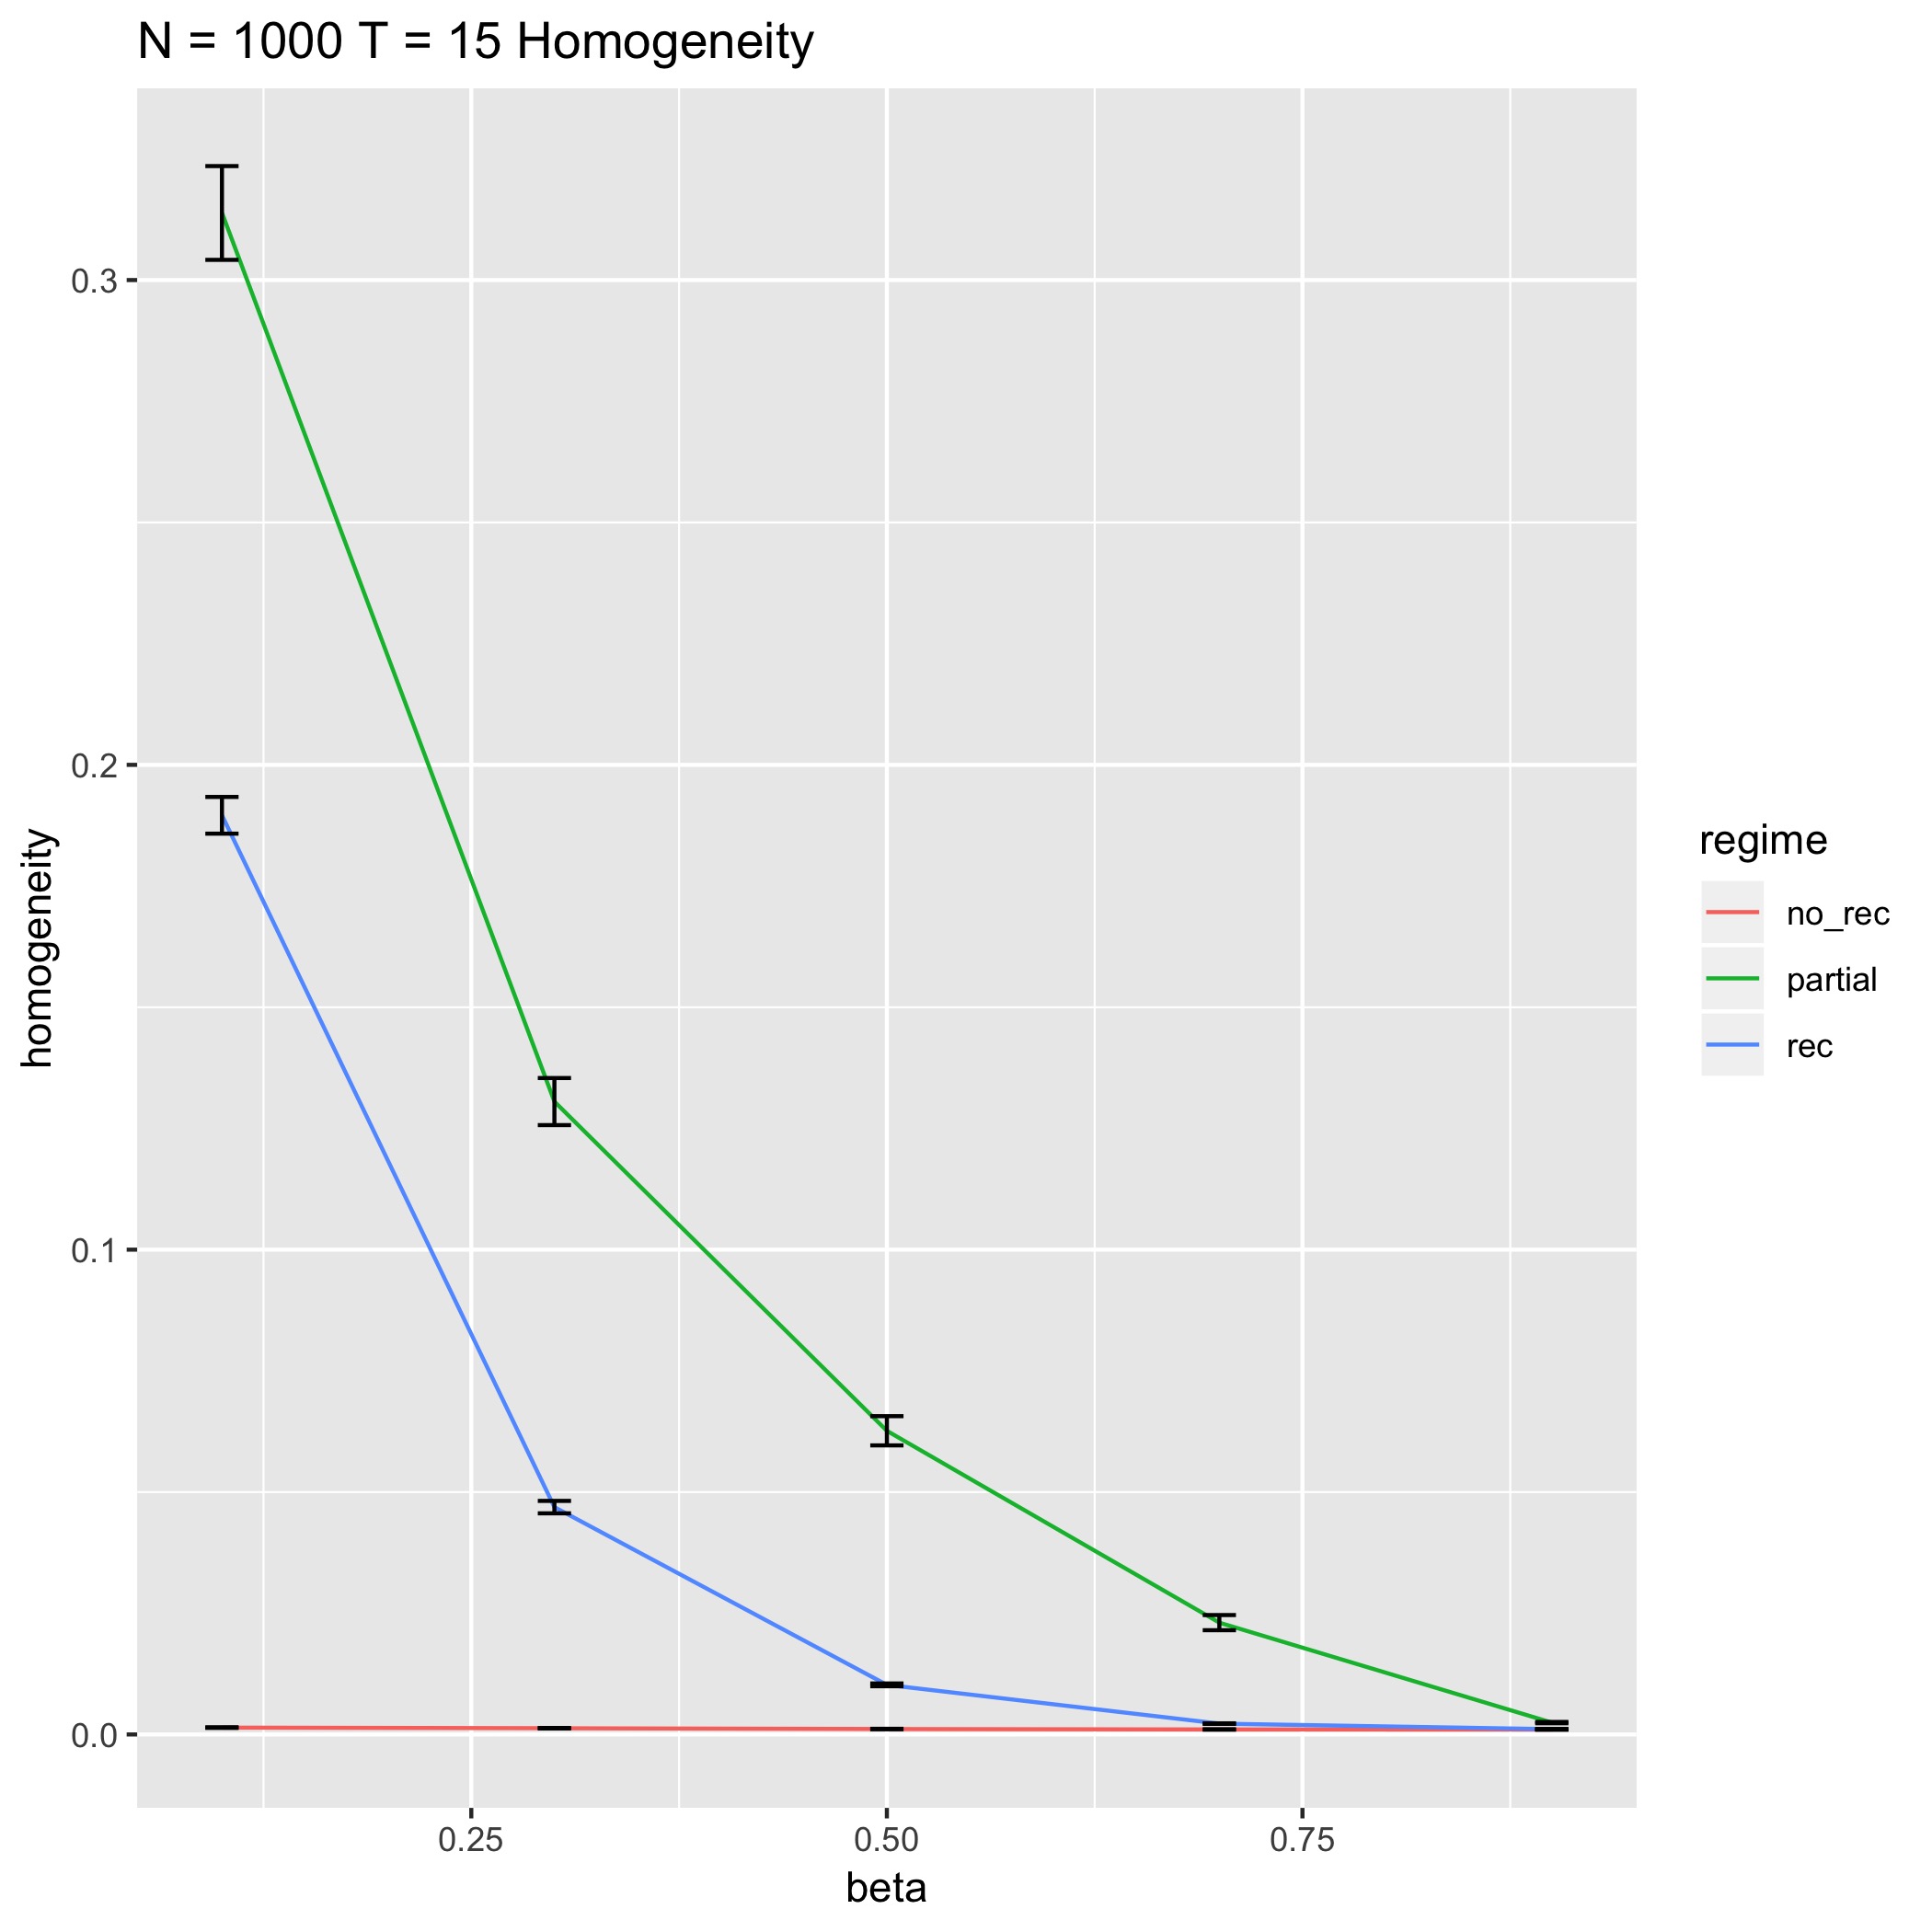 N = 1000 T = 15 Homogeneity
homogeneity
0.3
0.2
0.1
0.0
0.25 0.50 0.75
beta
regime
no_rec
partial
rec